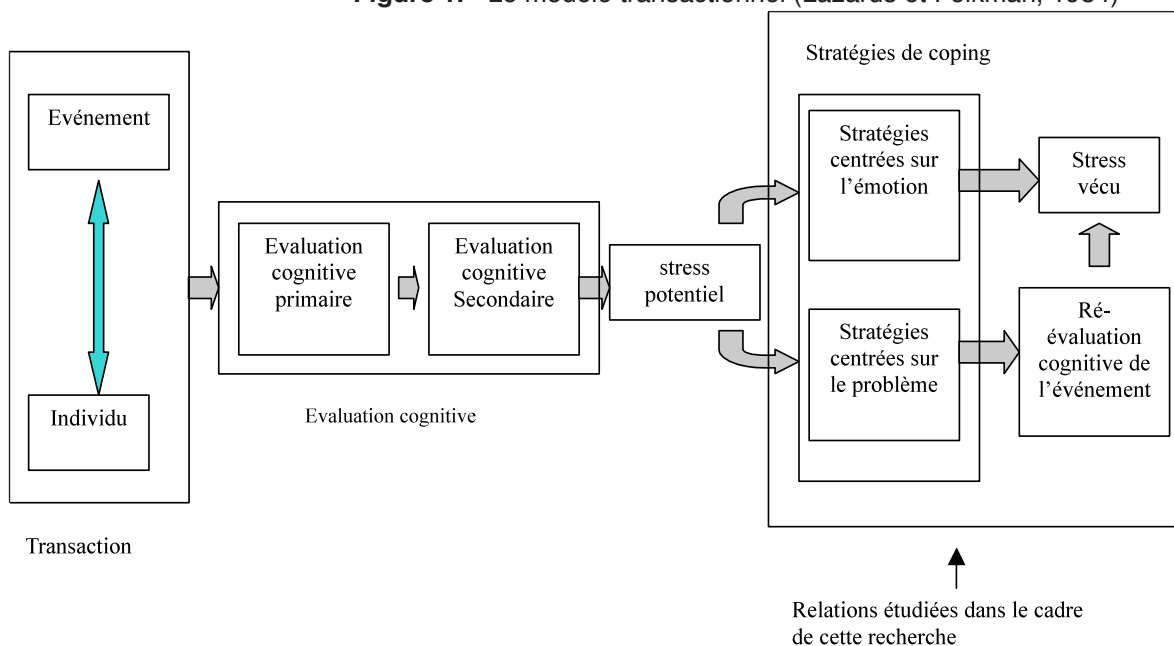 Evénement
Individu
Transaction
Evaluation
cognitive
primaire
Evaluation
cognitive
Secondaire
Evaluation cognitive
stress
potentiel
Stratégies de coping
Stratégies
centrées sur
l’émotion
Stratégies
centrées sur
le problème
Stress
vécu
Ré-
évaluation
cognitive de
l’événement
Relations étudiées dans le cadre
de cette recherche